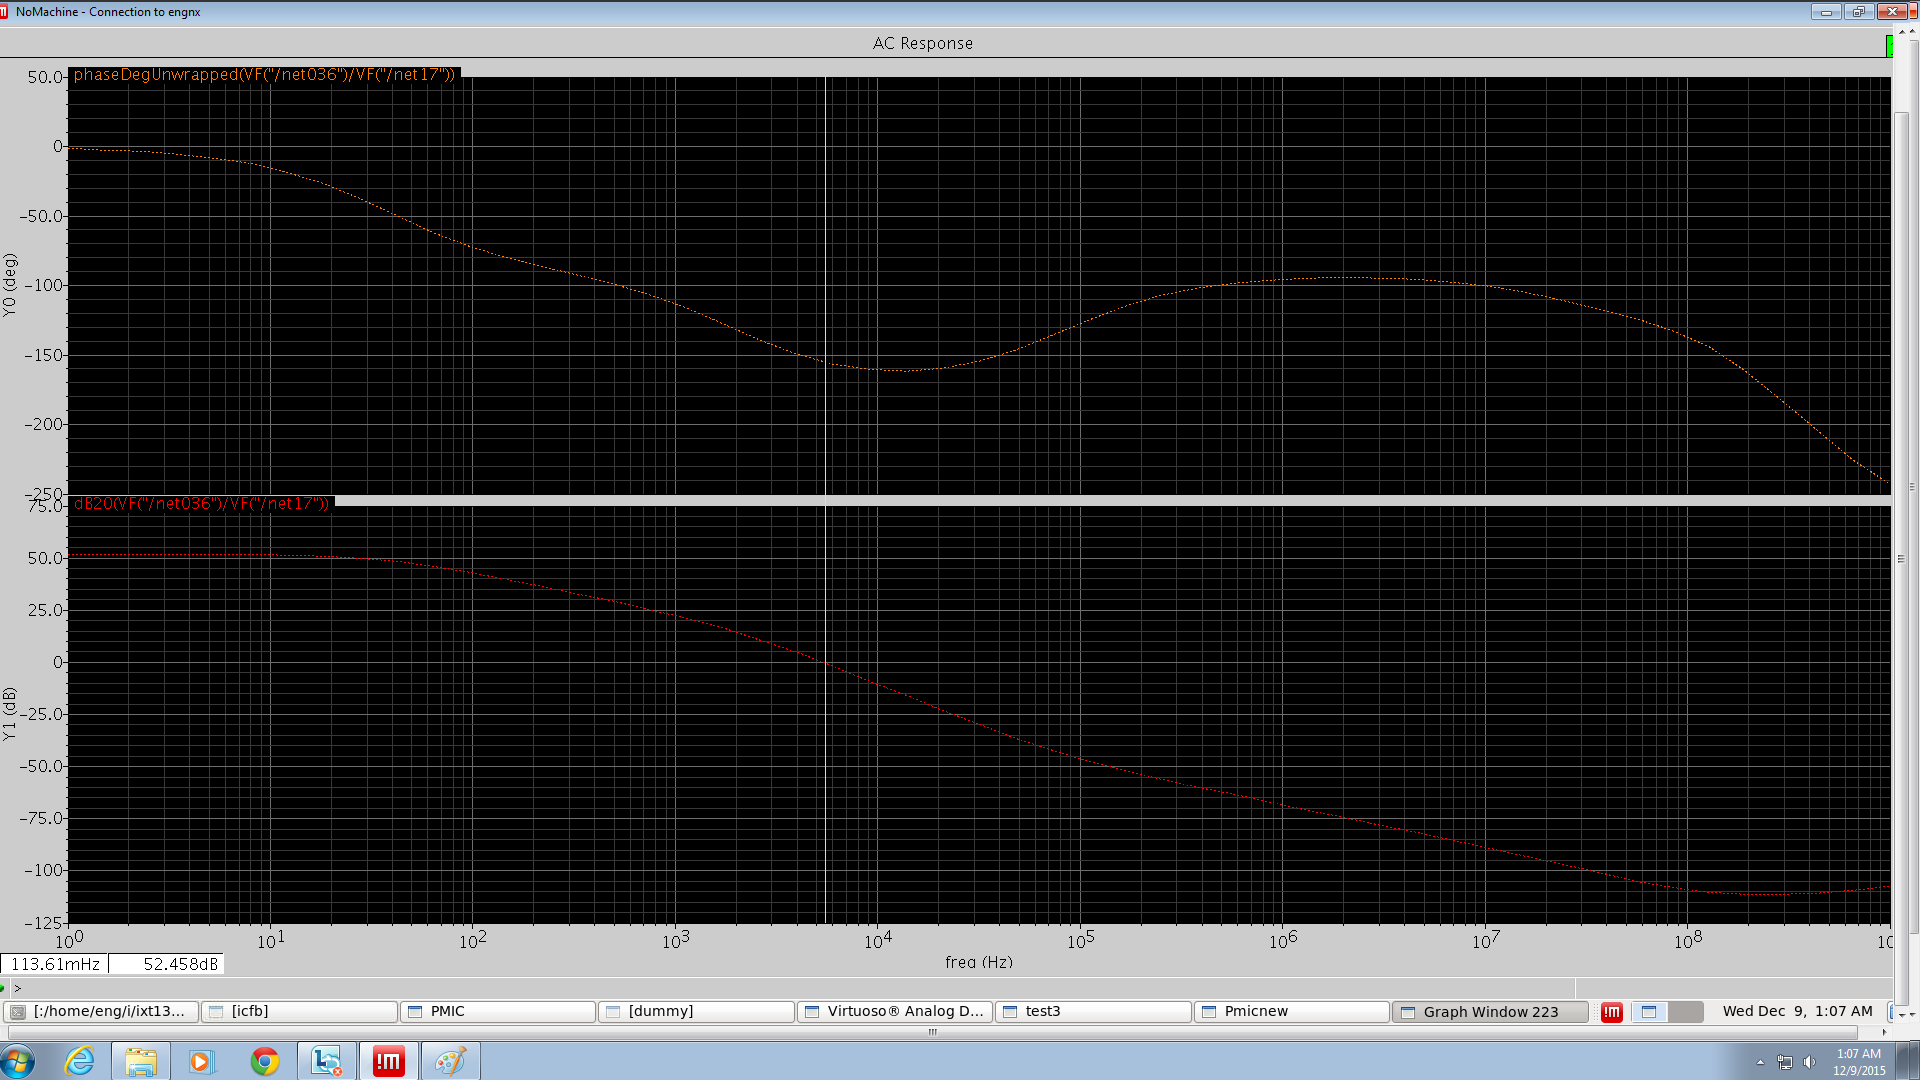 NoMachine - Connection to engnx
AC Response
phaseDegUnwrapped(VF("/net036")/VF("/net17"))
50.0
0
-50.0
-100
-150
-200
-250
Y0 (deg)
dB20(VF("/net036")/VF("/net17"))
75.0
50.0
25.0
0
-25.0
-50.0
-75.0
-100
-125
Y1 (dB)
10^0 10^1 10^2 10^3 10^4 10^5 10^6 10^7 10^8 10
freq (Hz)
113.61mHz 52.458dB
>
[:/home/eng/i/ixt13... [icfb] PMIC [dummy] Virtuoso® Analog D... test3 Pmicnew Graph Window 223 !M Wed Dec 9, 1:07 AM
!M 1:07 AM
12/9/2015